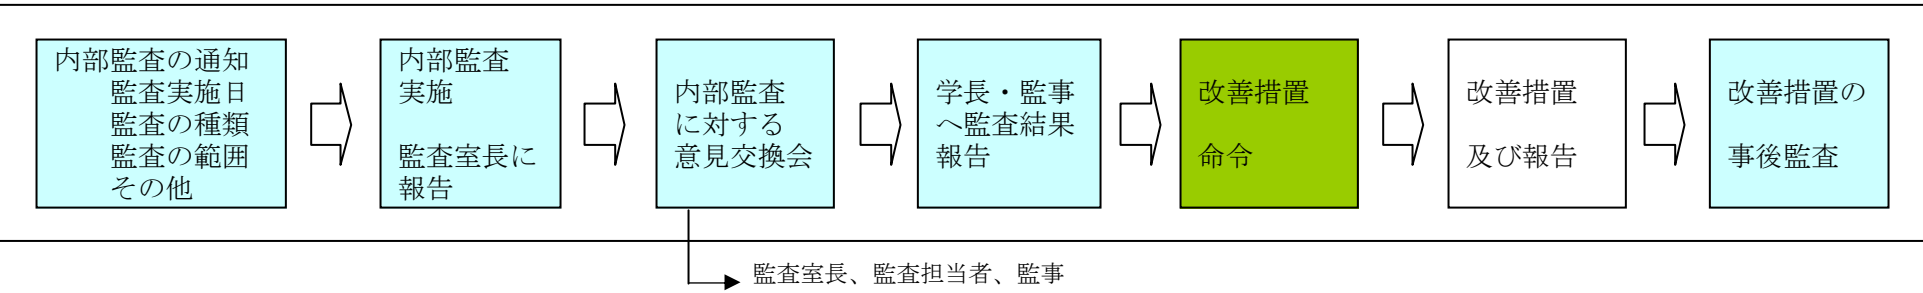 内部監査の通知
監査実施日
監査の種類
監査の範囲
その他
内部監査
実施
監査室長に
報告
内部監査
に対する
意見交換会
学長・監事
へ監査結果
報告
改善措置
命令
改善措置
及び報告
改善措置の
事後監査
監査室長、監査担当者、監事